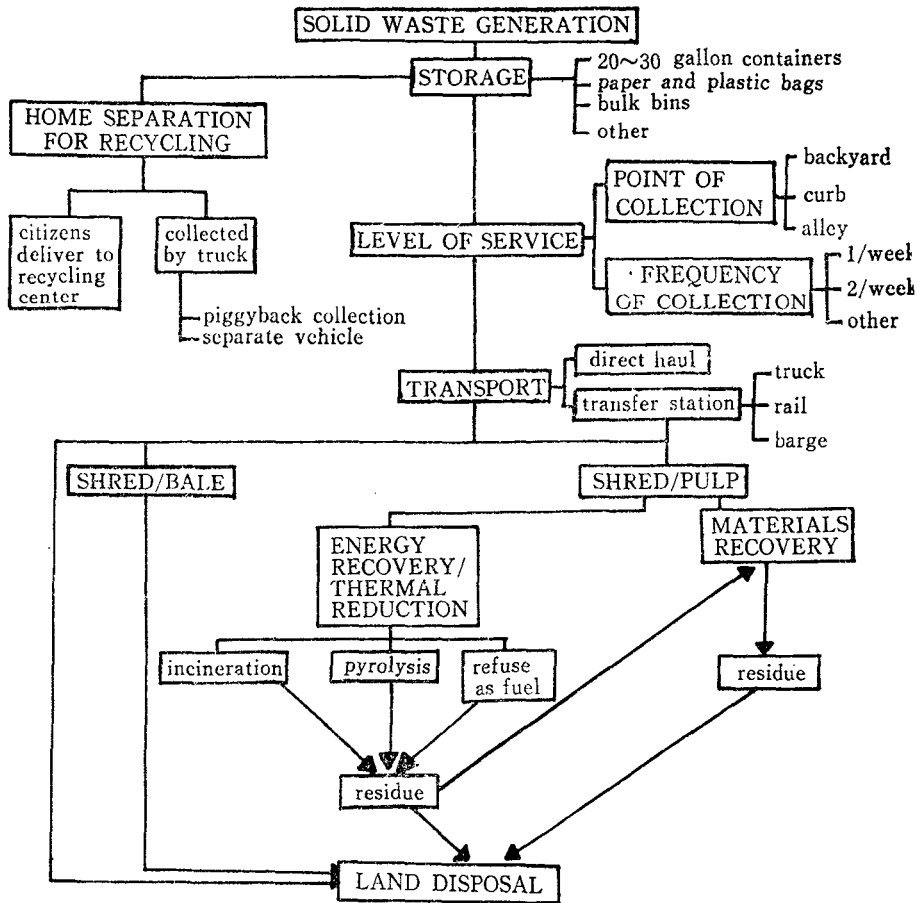 SOLID WASTE GENERATION
STORAGE
20~30 gallon containers
paper and plastic bags
bulk bins
other
HOME SEPARATION
FOR RECYCLING
citizens
deliver to
recycling
center
collected
by truck
piggyback collection
separate vehicle
LEVEL OF SERVICE
POINT OF
COLLECTION
backyard
curb
alley
FREQUENCY
OF COLLECTION
1/week
2/week
other
TRANSPORT
direct haul
transfer station
truck
rail
barge
SHRED/BALE
SHRED/PULP
ENERGY
RECOVERY/
THERMAL
REDUCTION
MATERIALS
RECOVERY
incineration
pyrolysis
refuse
as fuel
residue
residue
LAND DISPOSAL